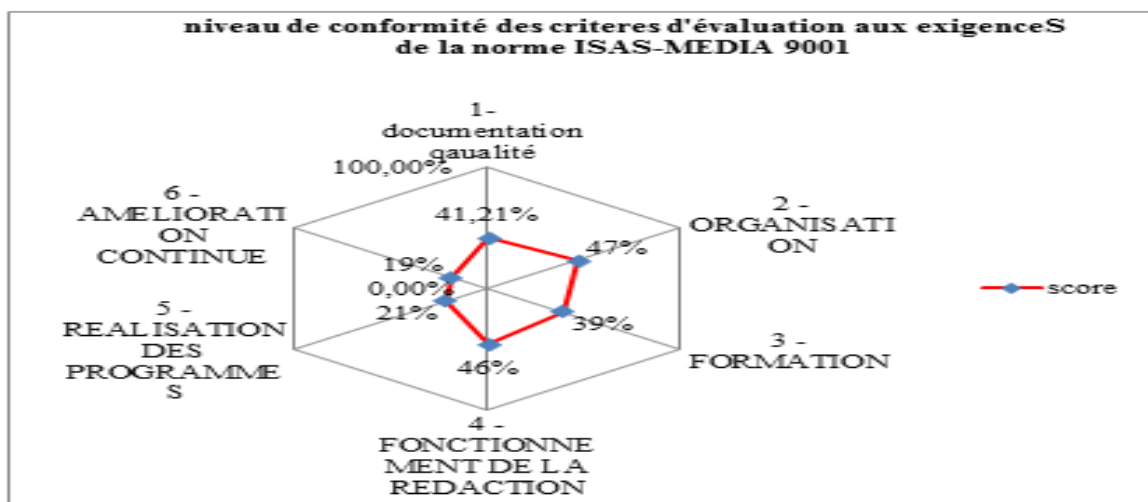 niveau de conformité des criteres d'évaluation aux exigenceS
de la norme ISAS-MEDIA 9001
1-
documentation
qaualité
100,00%
41,21%
2 -
ORGANISATI
ON
47%
39%
3 -
FORMATION
46%
4 -
FONCTIONNE
MENT DE LA
REDACTION
21%
5 -
REALISATION
DES
PROGRAMME
S
0,00%
19%
6 -
AMELIORATI
ON
CONTINUE
score